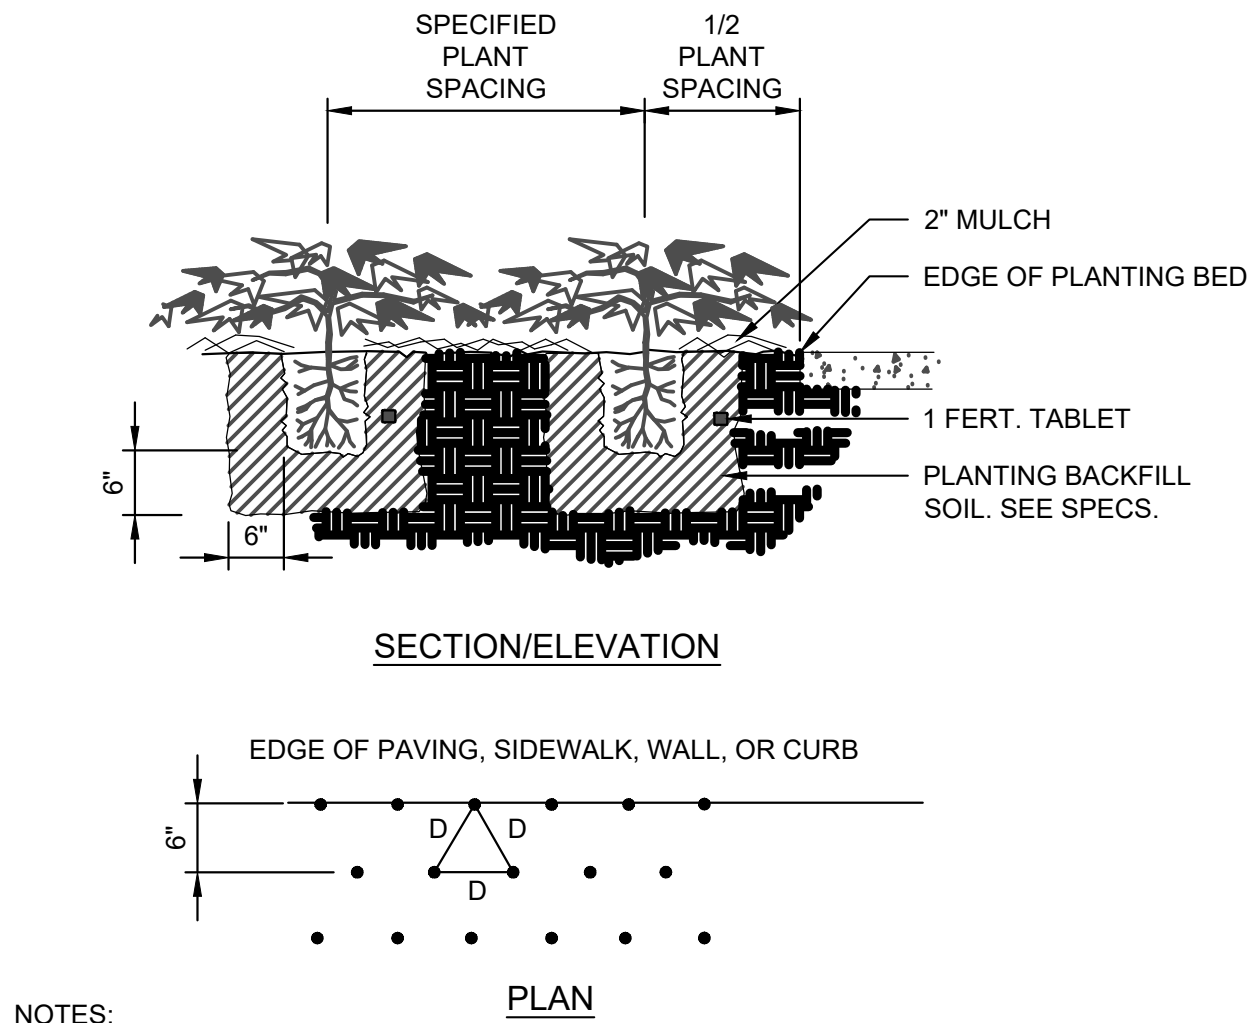 SPECIFIED
PLANT
SPACING
1/2
PLANT
SPACING
2" MULCH
EDGE OF PLANTING BED
1 FERT. TABLET
PLANTING BACKFILL
SOIL. SEE SPECS.
6"
6"
SECTION/ELEVATION
EDGE OF PAVING, SIDEWALK, WALL, OR CURB
6"
D
D
D
PLAN
NOTES: